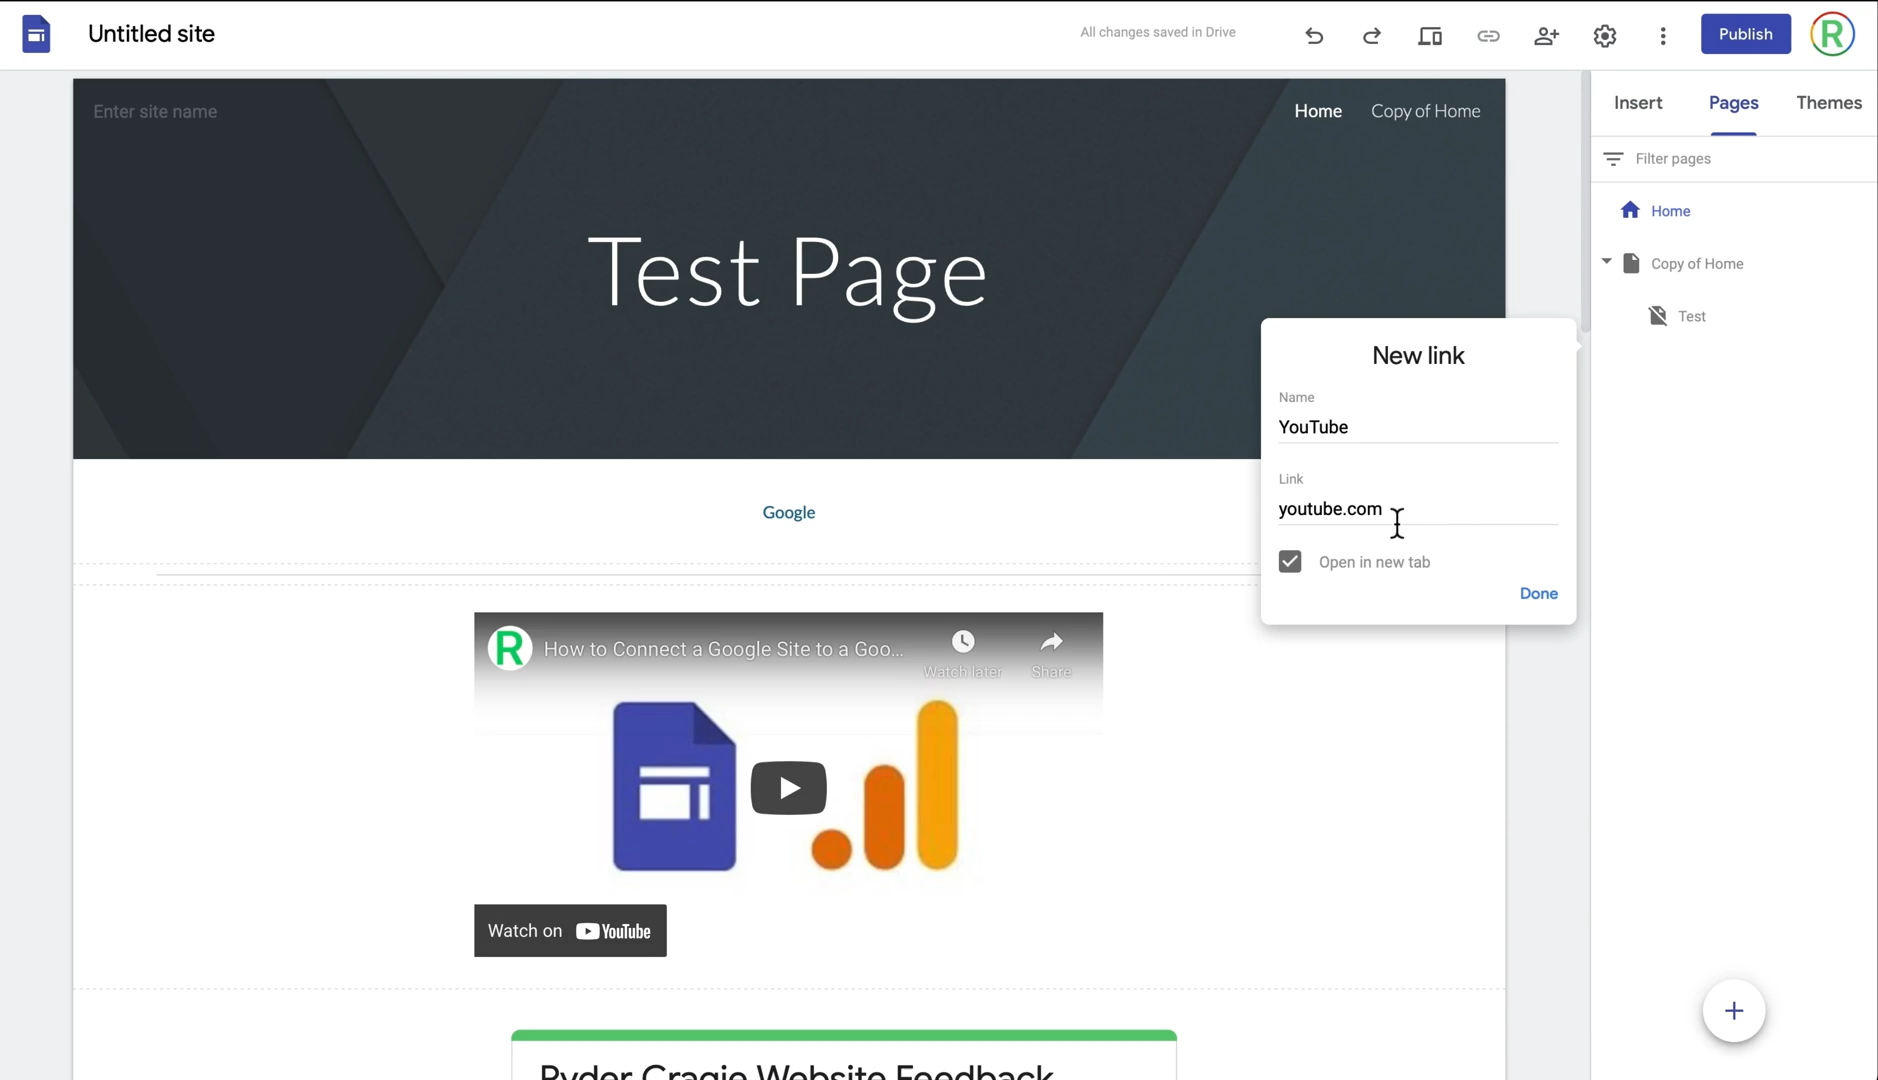 Untitled site
All changes saved in Drive
Publish
R
Enter site name
Home
Copy of Home
Test Page
Insert
Pages
Themes
Filter pages
Home
Copy of Home
Test
New link
Name
YouTube
Link
youtube.com
Open in new tab
Done
Google
R
How to Connect a Google Site to a Goo...
Watch later
Share
Watch on YouTube
Ryder Cragie Website Feedback